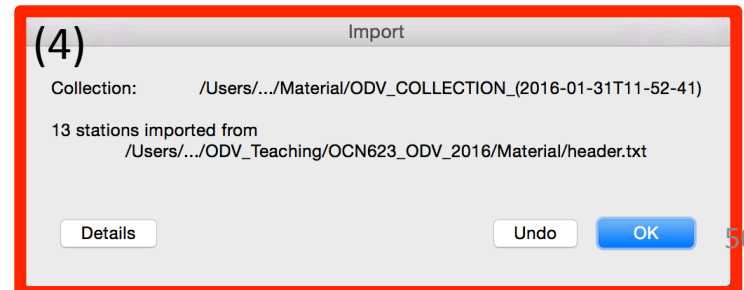 (4)
Import
Collection: /Users/.../Material/ODV_COLLECTION_(2016-01-31T11-52-41)
13 stations imported from
/Users/.../ODV_Teaching/OCN623_ODV_2016/Material/header.txt
Details
Undo
OK